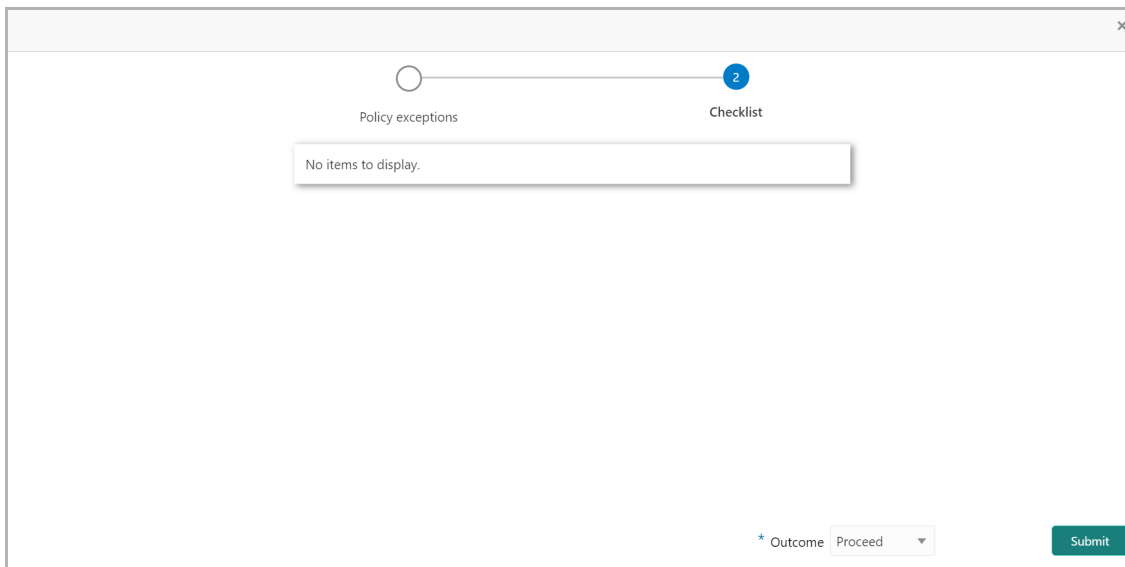 ×
2
Policy exceptions
Checklist
No items to display.
* Outcome Proceed
Submit